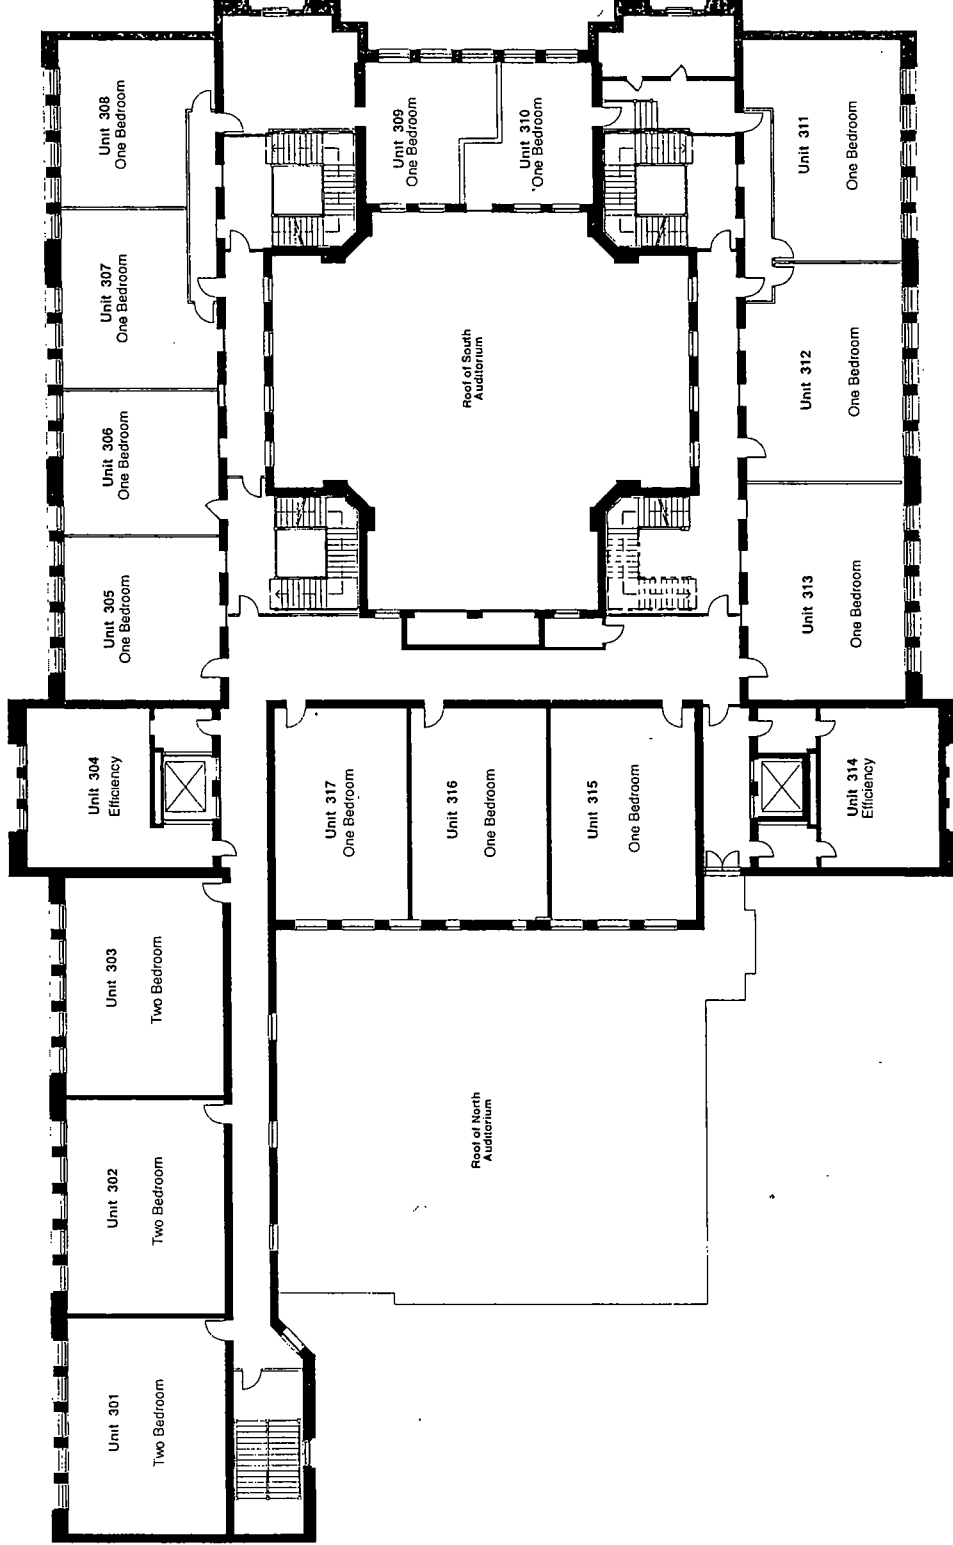 Unit 308
One Bedroom
Unit 309
One Bedroom
Unit 310
One Bedroom
Unit 311
One Bedroom
Unit 307
One Bedroom
Roof of South
Auditorium
Unit 312
One Bedroom
Unit 306
One Bedroom
Unit 305
One Bedroom
Unit 313
One Bedroom
Unit 304
Efficiency
Unit 317
One Bedroom
Unit 316
One Bedroom
Unit 315
One Bedroom
Unit 314
Efficiency
Unit 303
Two Bedroom
Unit 302
Two Bedroom
Roof of North
Auditorium
Unit 301
Two Bedroom